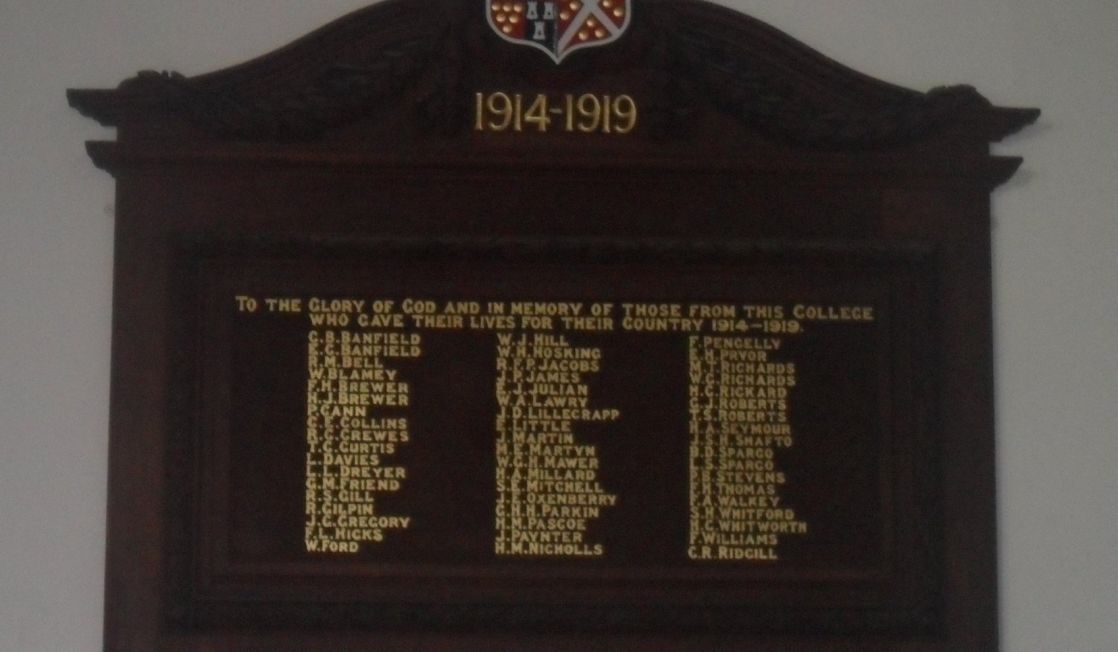 1914-1919
TO THE GLORY OF GOD AND IN MEMORY OF THOSE FROM THIS COLLEGE
WHO GAVE THEIR LIVES FOR THEIR COUNTRY 1914-1919.
G.B. BANFIELD
E.G. BANFIELD
R.M. BELL
W. BLAMEY
F.H. BREWER
H.J. BREWER
P. CANN
COLLINS
R.G. CREWES
T.G. CURTIS
L. DAVIES
L.L. DREYER
G.M. FRIEND
R.S. GILL
R. GILPIN
J.G. GREGORY
F.L. HICKS
W. FORD
W.J. HILL
W.H. HOSKING
R.F.P. JACOBS
JAMES
JULIAN
W.A. LAWRY
J.D. LILLECRAPP
LITTLE
J. MARTIN
H.E. MARTYN
W.G.H. MAWER
MILLARD
S.E. MITCHELL
J.E. OXENBERRY
G.H.H. PARKIN
H.M. PASCOE
J. PAYNTER
H.M. NICHOLLS
F. PENGELLY
E.H. PRYOR
M.J. RICHARDS
W.G. RICHARDS
H.G. RICKARD
ROBERTS
T.S. ROBERTS
H.A. SEYMOUR
J.S.H. SHAFTO
B.D. SPARGO
L.S. SPARGO
STEVENS
THOMAS
F.A. WALKEY
S.H. WHITFORD
H.G. WHITWORTH
F. WILLIAMS
C.R. RIDGILL